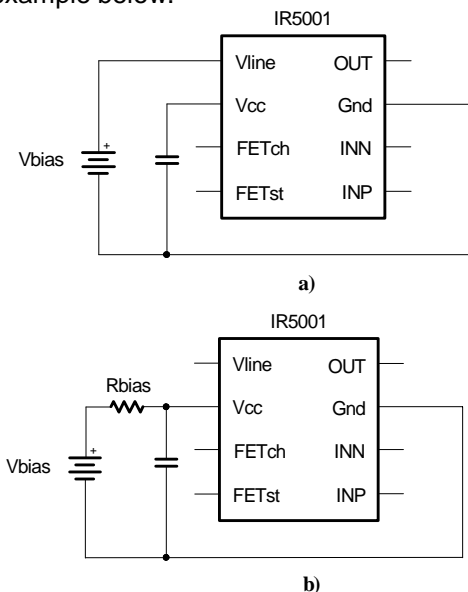 example below.
IR5001
Vline OUT
Vcc Gnd
Vbias
+
FETch INN
FETst INP
a)
IR5001
Vline OUT
Rbias
Vcc Gnd
Vbias
+
FETch INN
FETst INP
b)